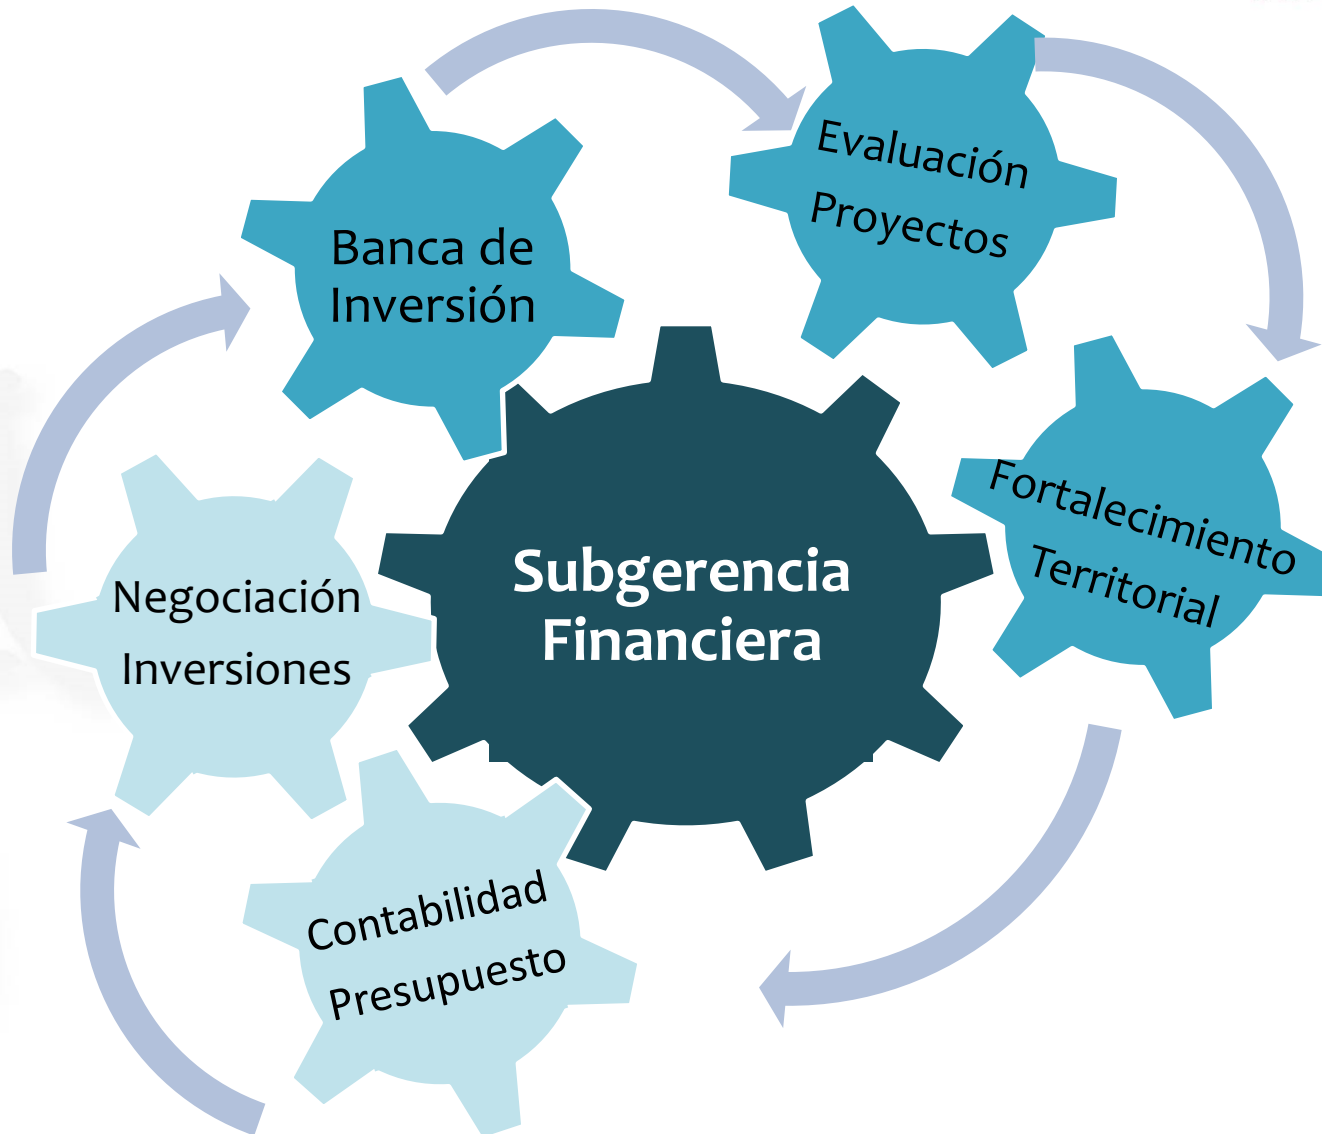 Evaluación
Proyectos
Banca de
Inversión
Fortalecimiento
Territorial
Subgerencia
Financiera
Negociación
Inversiones
Contabilidad
Presupuesto